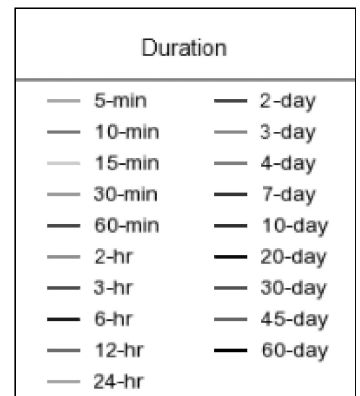 Duration
5-min
10-min
15-min
30-min
60-min
2-hr
3-hr
6-hr
12-hr
24-hr
2-day
3-day
4-day
7-day
10-day
20-day
30-day
45-day
60-day